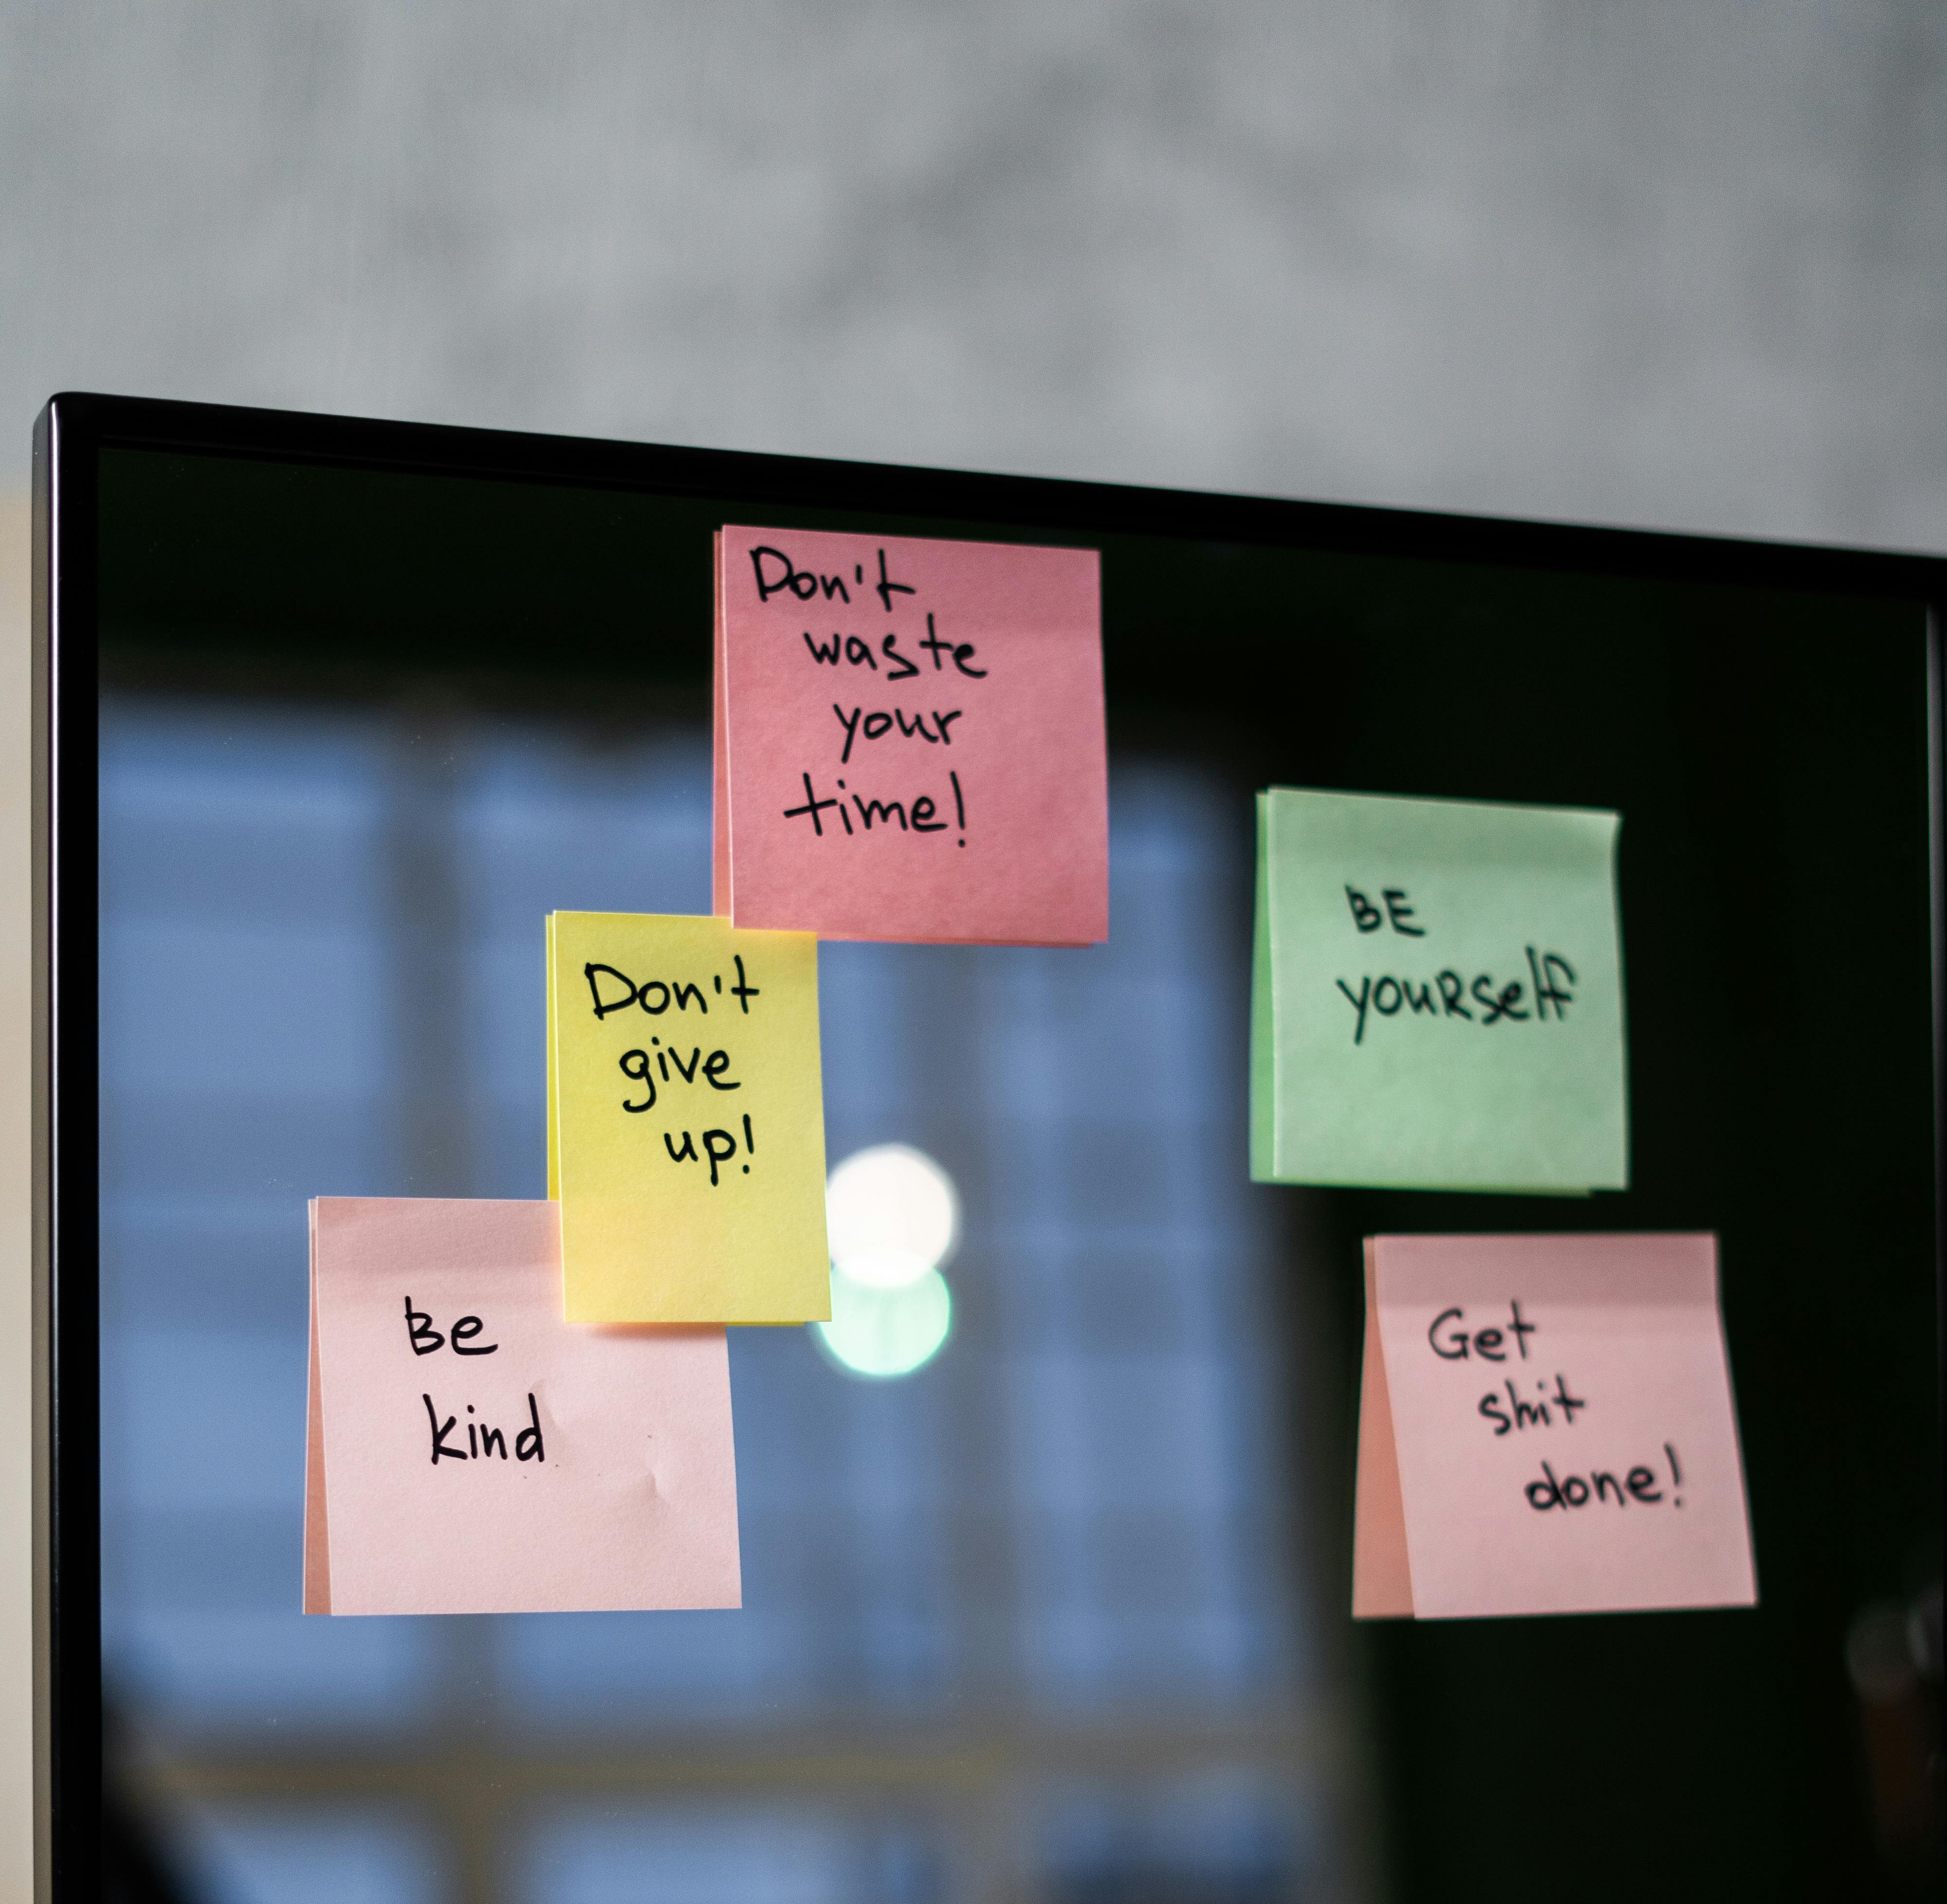 Don't
waste
your
time!
Don't
give
up!
Be
kind
BE
youRself
Get
shit
done!